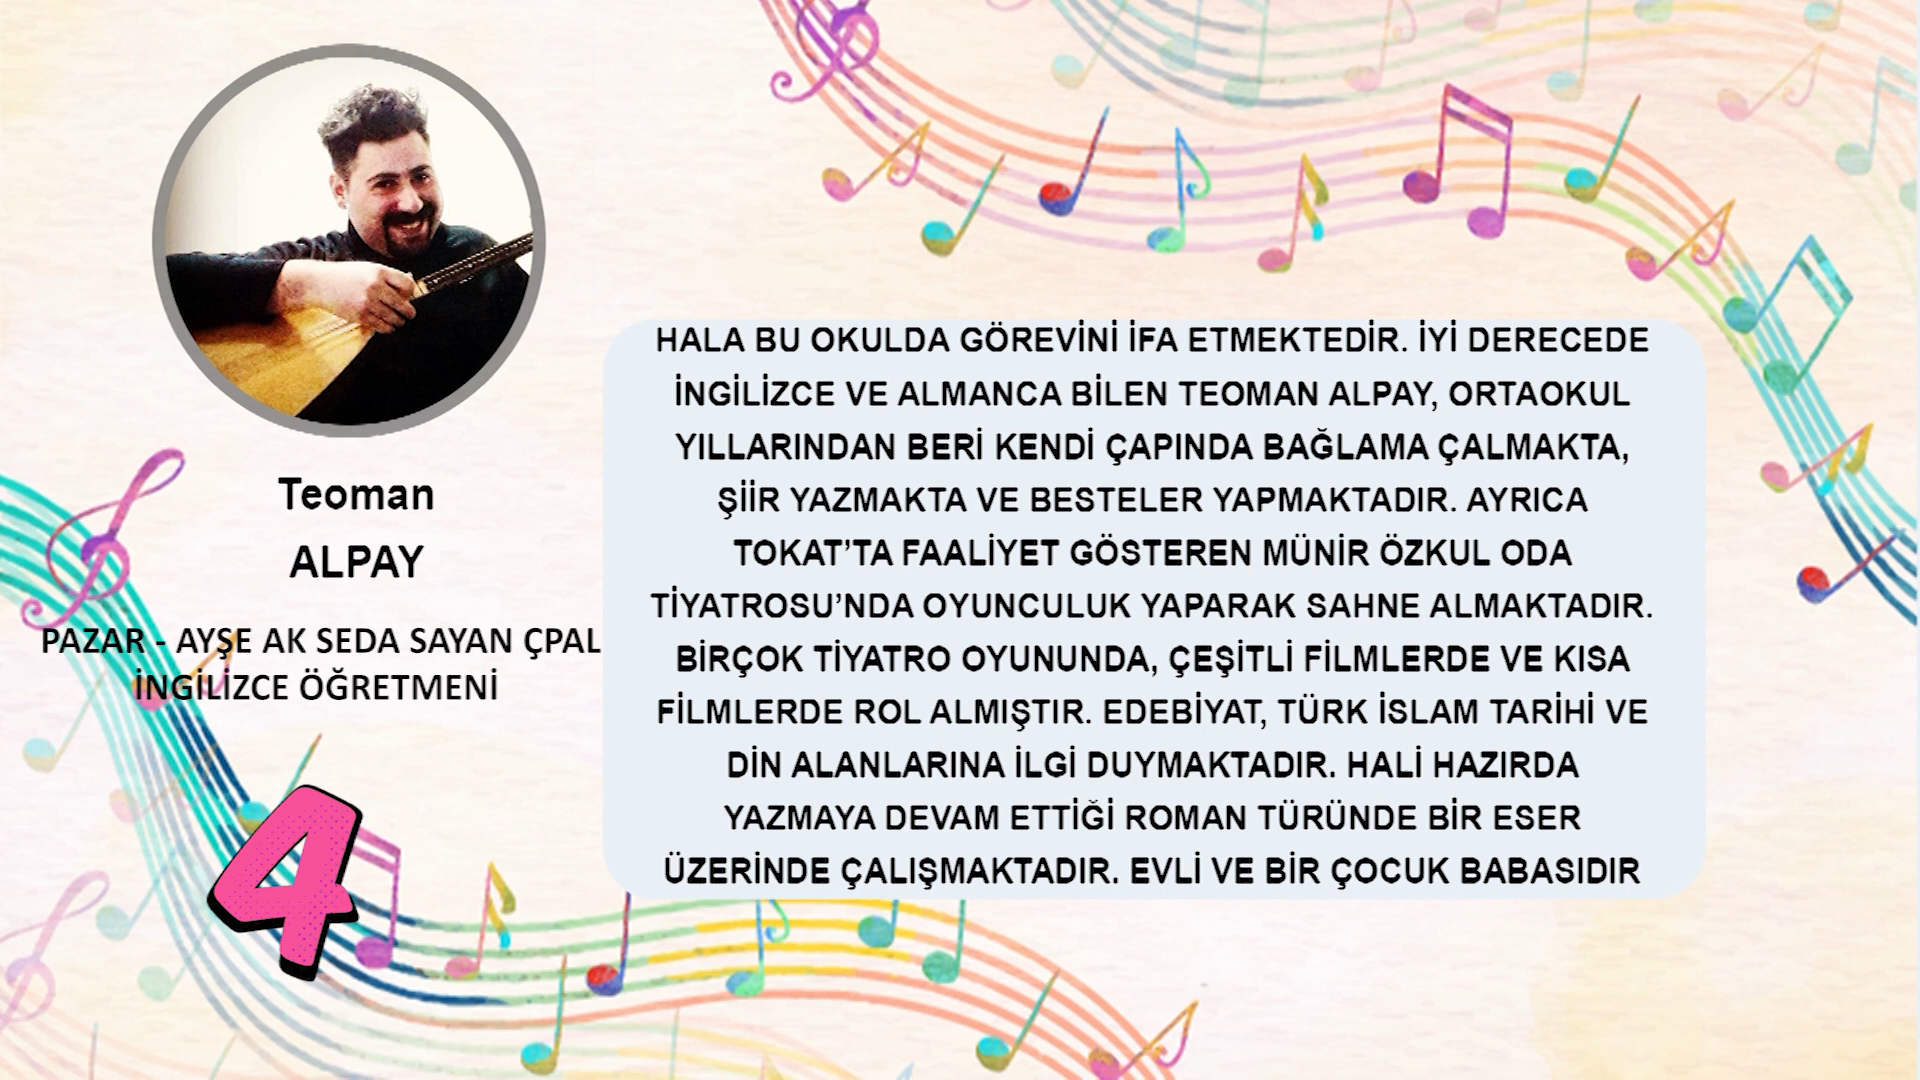 Teoman
ALPAY
PAZAR - AYŞE AK SEDA SAYAN ÇPAL
İNGİLİZCE ÖĞRETMENİ
4
HALA BU OKULDA GÖREVİNİ İFA ETMEKTEDİR. İYİ DERECEDE
İNGİLİZCE VE ALMANCA BİLEN TEOMAN ALPAY, ORTAOKUL
YILLARINDAN BERİ KENDİ ÇAPINDA BAĞLAMA ÇALMAKTA,
ŞİİR YAZMAKTA VE BESTELER YAPMAKTADIR. AYRICA
TOKAT’TA FAALİYET GÖSTEREN MÜNİR ÖZKUL ODA
TİYATROSU’NDA OYUNCULUK YAPARAK SAHNE ALMAKTADIR.
BİRÇOK TİYATRO OYUNUNDA, ÇEŞİTLİ FİLMLERDE VE KISA
FİLMLERDE ROL ALMIŞTIR. EDEBİYAT, TÜRK İSLAM TARİHİ VE
DİN ALANLARINA İLGİ DUYMAKTADIR. HALİ HAZIRDA
YAZMAYA DEVAM ETTİĞİ ROMAN TÜRÜNDE BİR ESER
ÜZERİNDE ÇALIŞMAKTADIR. EVLİ VE BİR ÇOCUK BABASIDIR